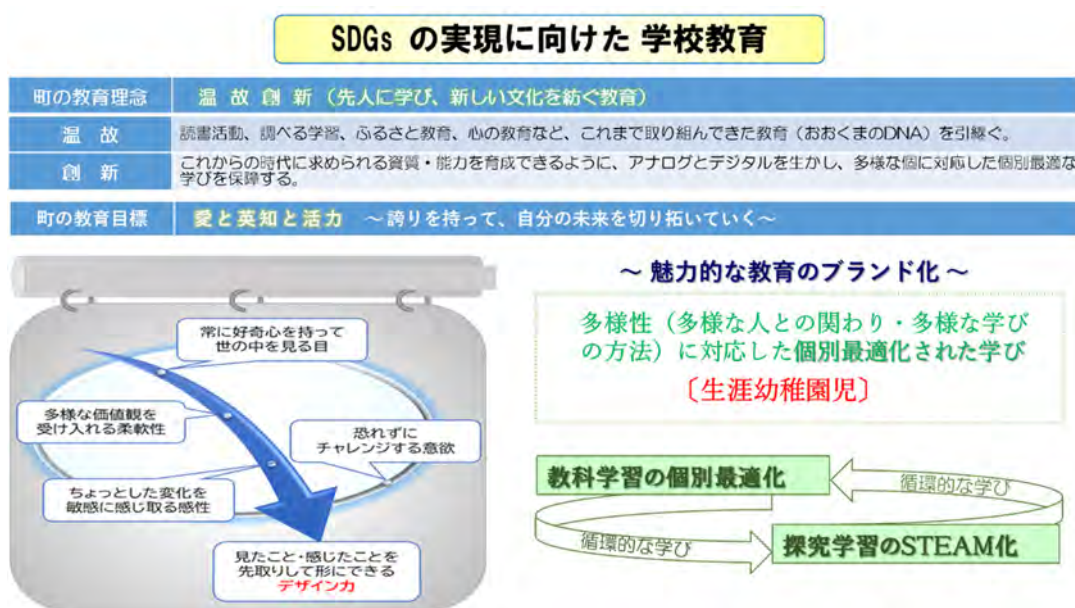 SDGs の実現に向けた 学校教育
町の教育理念
温 故 創 新（先人に学び、新しい文化を紡ぐ教育）
温 故
読書活動、調べる学習、ふるさと教育、心の教育など、これまで取り組んできた教育（おおくまのDNA）を引継ぐ。
創 新
これからの時代に求められる資質・能力を育成できるように、アナログとデジタルを生かし、多様な個に対応した個別最適な
学びを保障する。
町の教育目標
愛と英知と活力 ～誇りを持って、自分の未来を切り拓いていく～
常に好奇心を持って
世の中を見る目
多様な価値観を
受け入れる柔軟性
恐れずに
チャレンジする意欲
ちょっとした変化を
敏感に感じ取る感性
見たこと・感じたことを
先取りして形にできる
デザイン力
～ 魅力的な教育のブランド化 ～
多様性（多様な人との関わり・多様な学び
の方法）に対応した個別最適化された学び
〔生涯幼稚園児〕
教科学習の個別最適化
循環的な学び
循環的な学び
探究学習のSTEAM化